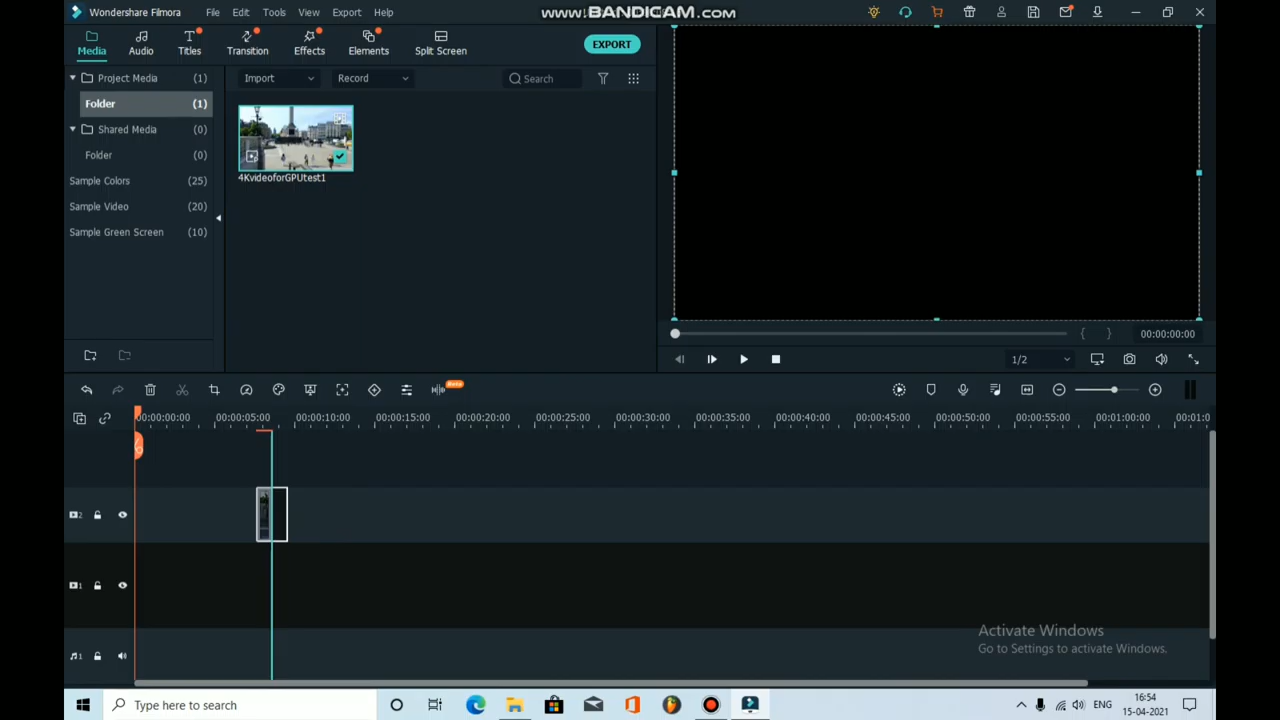 Wondershare Filmora File Edit Tools View Export Help www.BANDICAM.com
Media Audio Titles Transition Effects Elements Split Screen EXPORT
Project Media (1) Import Record Search
Folder (1)
Shared Media (0)
Folder (0)
4KvideoforGPUtest1
Sample Colors (25)
Sample Video (20)
Sample Green Screen (10)
00:00:00:00
1/2
Beta
00:00:00:00 00:00:05:00 00:00:10:00 00:00:15:00 00:00:20:00 00:00:25:00 00:00:30:00 00:00:35:00 00:00:40:00 00:00:45:00 00:00:50:00 00:00:55:00 00:01:00:00 00:01:0
2
1
1
Activate Windows
Go to Settings to activate Windows.
Type here to search ENG 16:54
15-04-2021